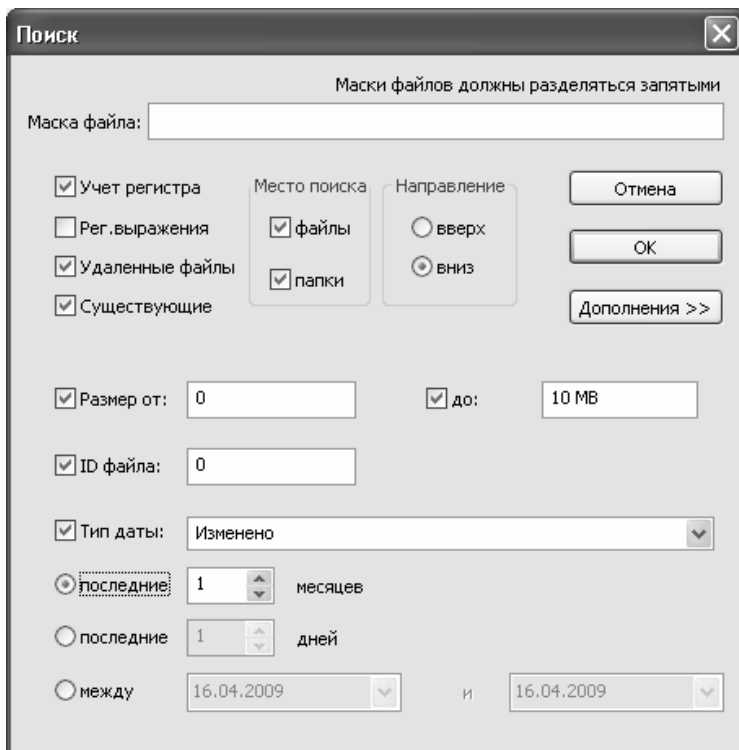 Поиск
Маски файлов должны разделяться запятыми
Маска файла:
Учет регистра
Рег.выражения
Удаленные файлы
Существующие
Место поиска
файлы
папки
Направление
вверх
вниз
Отмена
OK
Дополнения >>
Размер от: 0 до: 10 MB
ID файла: 0
Тип даты: Изменено
последние 1 месяцев
последние 1 дней
между 16.04.2009 и 16.04.2009